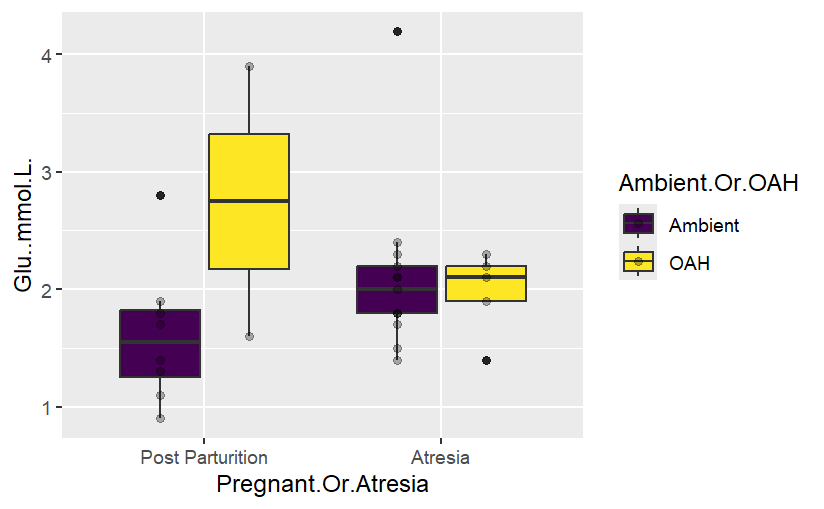 4
3
2
1
Glu..mmol.L.
Post Parturition Atresia
Pregnant.Or.Atresia
Ambient.Or.OAH
Ambient
OAH